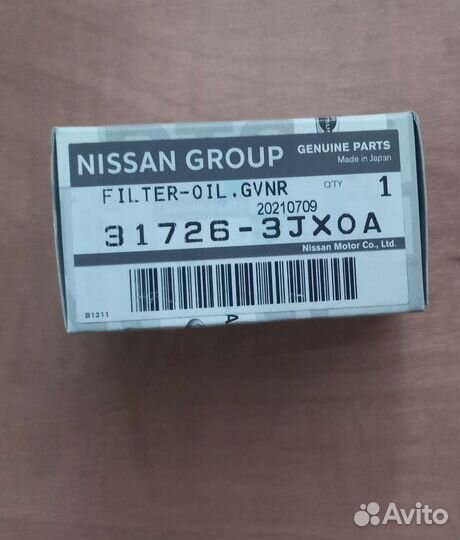 NISSAN GROUP
GENUINE PARTS
Made in Japan
FILTER-OIL.GVNR
Q'TY
1
20210709
31726-3JX0A
Nissan Motor Co., Ltd.
B1211
A
Avito